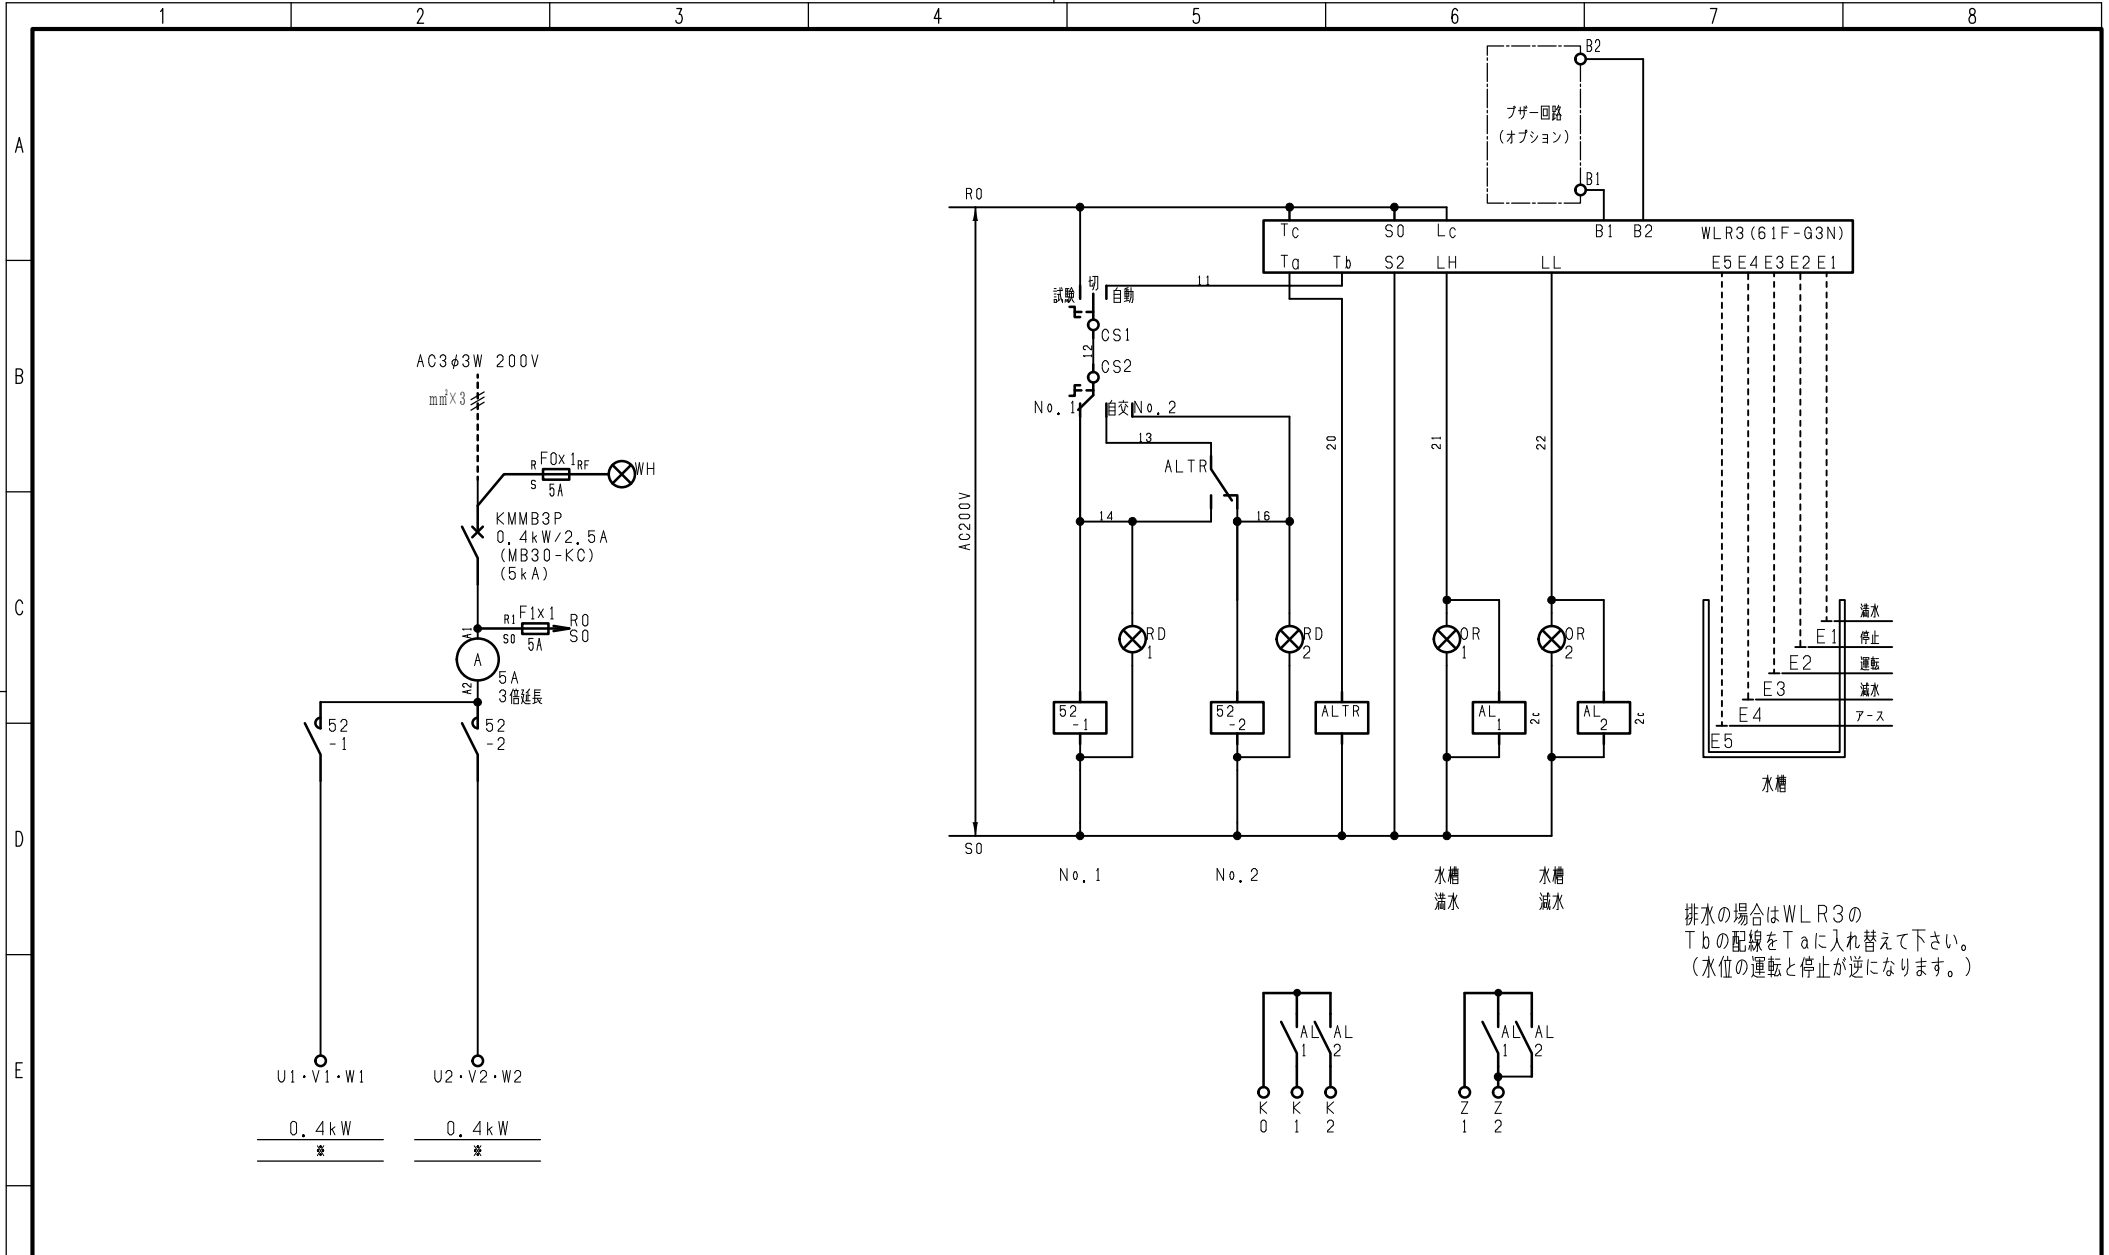 1 2 3 4 5 6 7 8
A
B
C
D
E
B2
ブザー回路
(オプション)
B1
R0
Tc S0 Lc B1 B2 WLR3(61F-G3N)
Ta Tb S2 LH LL E5 E4 E3 E2 E1
11
試験 切 自動
CS1
12
CS2
No.1 自交 No.2
13
ALTR
14 16
20
21
22
AC200V
RD
1
RD
2
OR
1
OR
2
52
-1
52
-2
ALTR
AL
1
2c
AL
2
2c
S0
No.1
No.2
水槽
満水
水槽
減水
満水
E1 停止
E2 運転
E3 減水
E4 アース
E5
水槽
AC3φ3W 200V
mm²×3
R F0x1 RF
S 5A
WH
KMMB3P
0.4kW/2.5A
(MB30-KC)
(5kA)
R1 F1x1 R0
S0 5A S0
A1
A
A2
5A
3倍延長
52
-1
52
-2
U1・V1・W1
U2・V2・W2
0.4kW
※
0.4kW
※
排水の場合はWLR3の
Tbの配線をTaに入れ替えて下さい。
(水位の運転と停止が逆になります。)
AL
1
AL
2
K
0
K
1
K
2
AL
1
AL
2
Z
1
Z
2